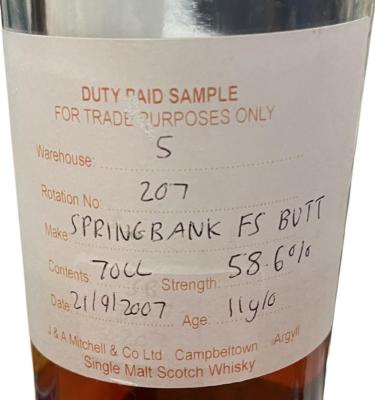 DUTY PAID SAMPLE
FOR TRADE PURPOSES ONLY
Warehouse: 5
Rotation No: 207
Make SPRINGBANK FS BUTT
Contents: 70CL Strength: 58.6%
Date 21/9/2007 Age: 11y/o
J & A Mitchell & Co Ltd Campbeltown Argyll
Single Malt Scotch Whisky